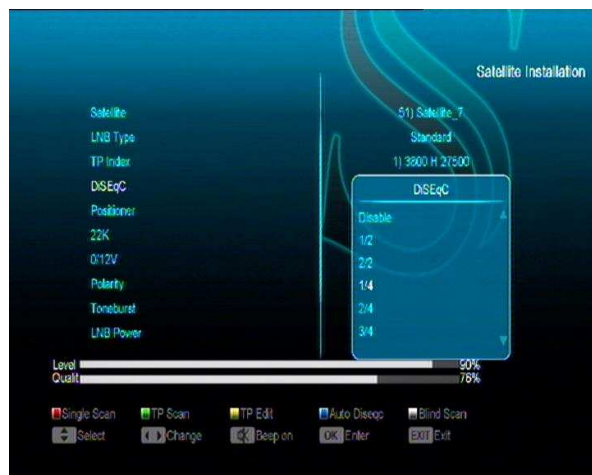 Satellite Installation
Satellite 51) Satellite_7
LNB Type Standard
TP Index 1) 3800 H 27500
DiSEqC DiSEqC
Positioner Disable
22K 1/2
0/12V 2/2
Polarity 1/4
Toneburst 2/4
LNB Power 3/4
Level 90%
Qualit 78%
Single Scan TP Scan TP Edit Auto Diseqc Blind Scan
Select Change Beep on OK Enter EXIT Exit